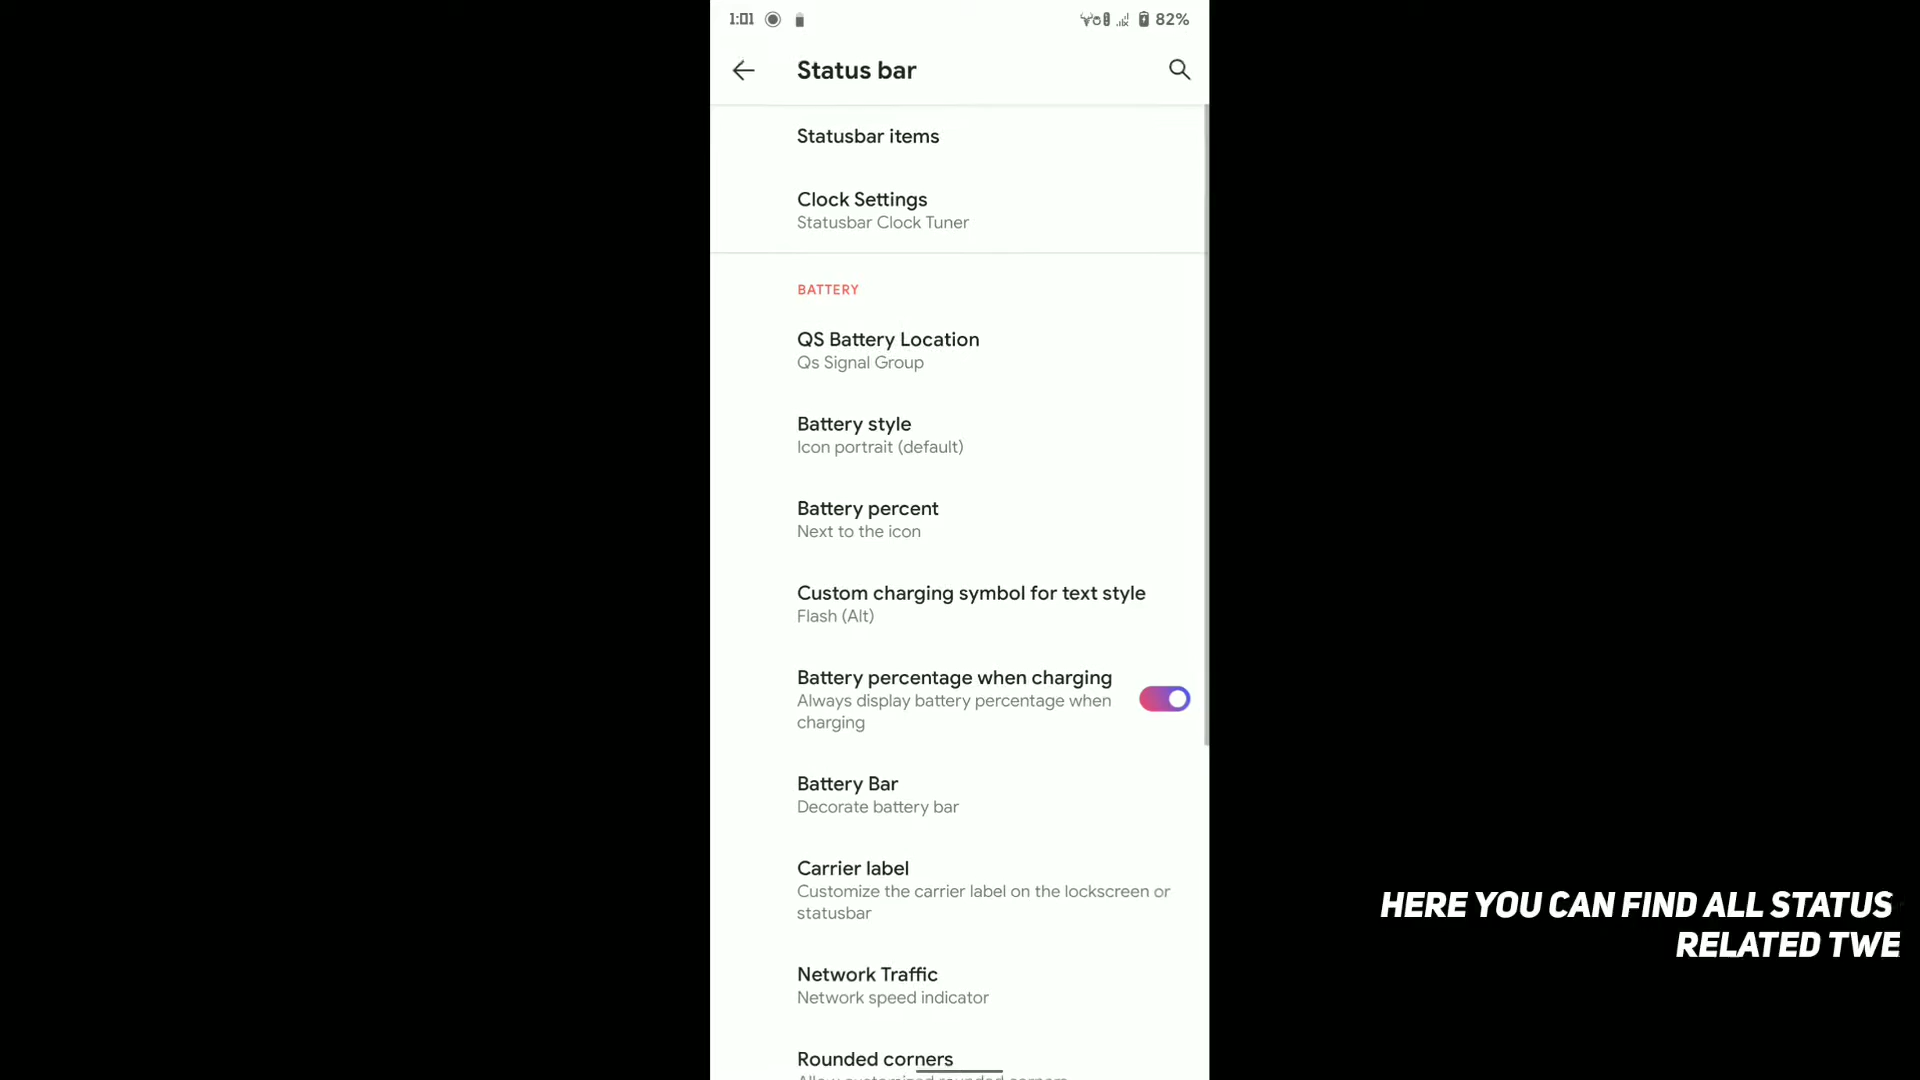 1:01 82%
Status bar
Statusbar items
Clock Settings
Statusbar Clock Tuner
BATTERY
QS Battery Location
Qs Signal Group
Battery style
Icon portrait (default)
Battery percent
Next to the icon
Custom charging symbol for text style
Flash (Alt)
Battery percentage when charging
Always display battery percentage when
charging
Battery Bar
Decorate battery bar
Carrier label
Customize the carrier label on the lockscreen or
statusbar
Network Traffic
Network speed indicator
Rounded corners
HERE YOU CAN FIND ALL STATUS
RELATED TWE